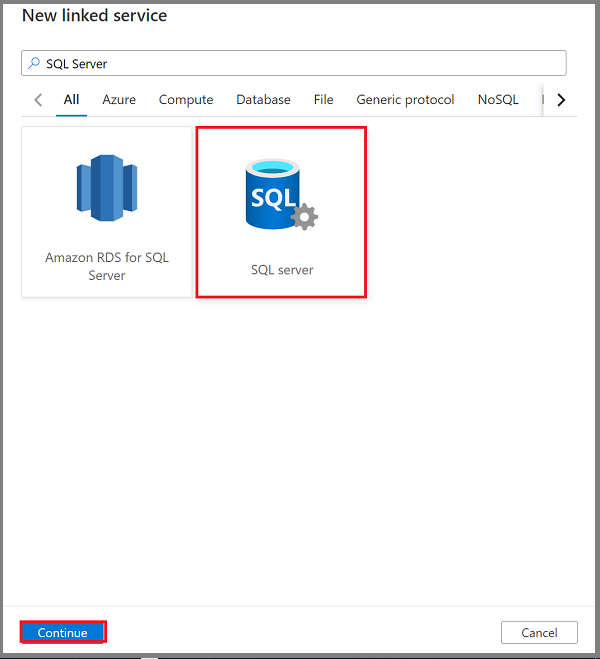 New linked service
SQL Server
All Azure Compute Database File Generic protocol NoSQL
SQL
Amazon RDS for SQL
Server
SQL server
Continue Cancel